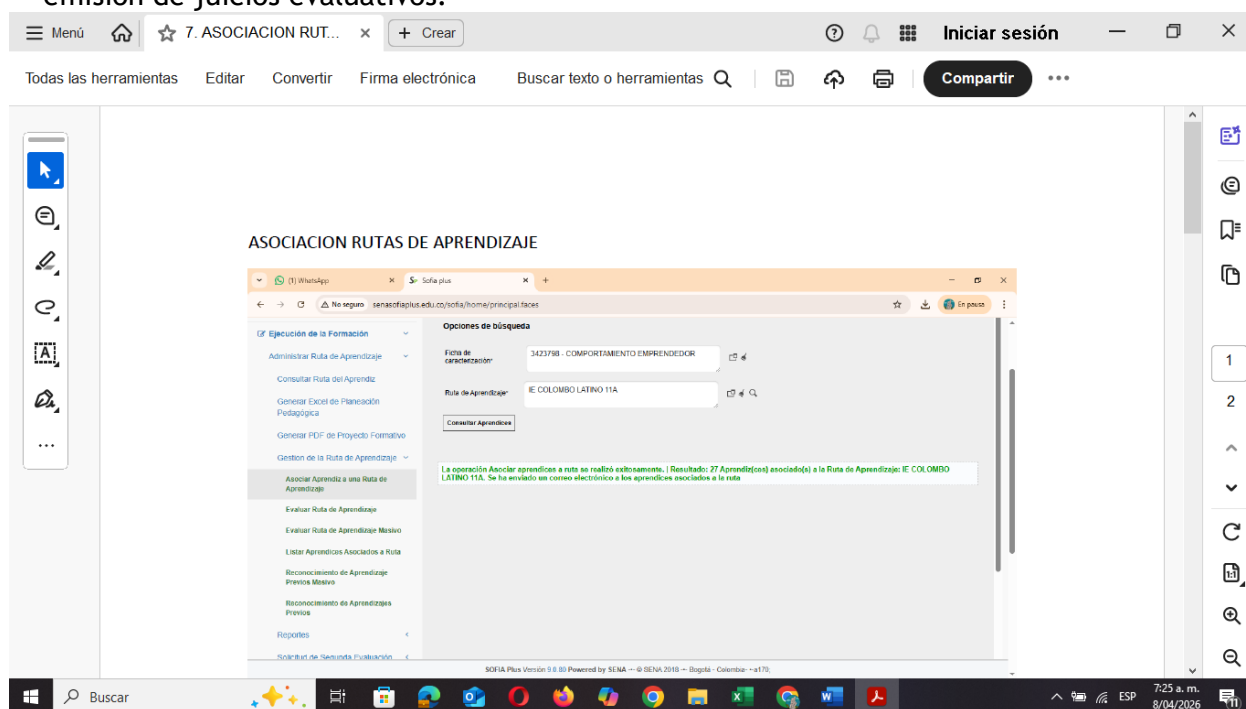 emisión de juicios evaluativos.
Menú
7. ASOCIACION RUT...
Crear
Iniciar sesión
Todas las herramientas
Editar
Convertir
Firma electrónica
Buscar texto o herramientas
Compartir
ASOCIACION RUTAS DE APRENDIZAJE
(1) WhatsApp
Sofia plus
No seguro
senasofiaplus.edu.co/sofia/home/principal.faces
En pausa
Ejecución de la Formación
Administrar Ruta de Aprendizaje
Consultar Ruta del Aprendiz
Generar Excel de Planeación
Pedagógica
Generar PDF de Proyecto Formativo
Gestion de la Ruta de Aprendizaje
Asociar Aprendiz a una Ruta de
Aprendizaje
Evaluar Ruta de Aprendizaje
Evaluar Ruta de Aprendizaje Masivo
Listar Aprendices Asociados a Ruta
Reconocimiento de Aprendizaje
Previos Masivo
Reconocimiento de Aprendizajes
Previos
Reportes
Solicitud de Segunda Evaluación
Opciones de búsqueda
Ficha de
caracterización*
3423798 - COMPORTAMIENTO EMPRENDEDOR
Ruta de Aprendizaje*
IE COLOMBO LATINO 11A
Consultar Aprendices
La operación Asociar aprendices a ruta se realizó exitosamente. | Resultado: 27 Aprendiz(ces) asociado(s) a la Ruta de Aprendizaje: IE COLOMBO
LATINO 11A. Se ha enviado un correo electrónico a los aprendices asociados a la ruta
SOFIA Plus Versión 9.0.89 Powered by SENA - © SENA 2018 - Bogotá - Colombia - a170;
1
2
Buscar
ESP
7:25 a. m.
8/04/2026